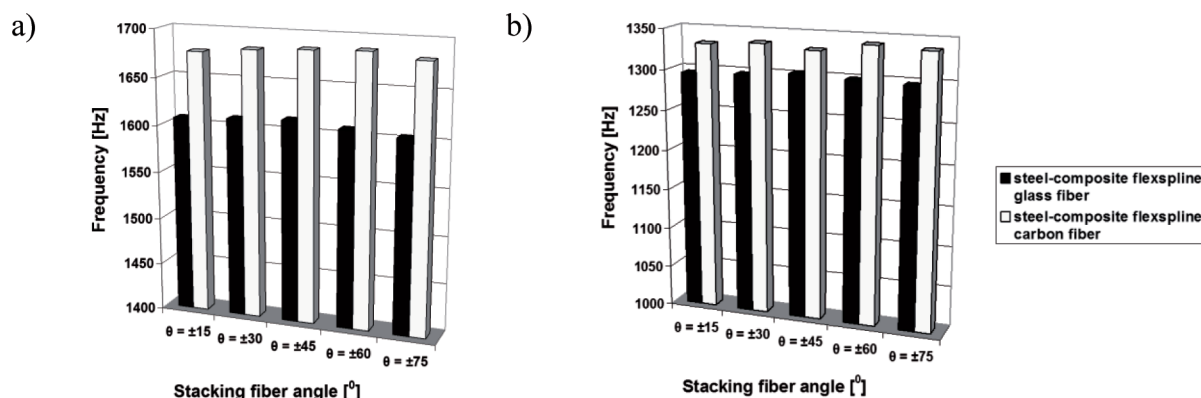 a)
Frequency [Hz]
1700
1650
1600
1550
1500
1450
1400
θ = ±15
θ = ±30
θ = ±45
θ = ±60
θ = ±75
Stacking fiber angle [⁰]
b)
Frequency [Hz]
1350
1300
1250
1200
1150
1100
1050
1000
θ = ±15
θ = ±30
θ = ±45
θ = ±60
θ = ±75
Stacking fiber angle [⁰]
steel-composite flexspline
glass fiber
steel-composite flexspline
carbon fiber